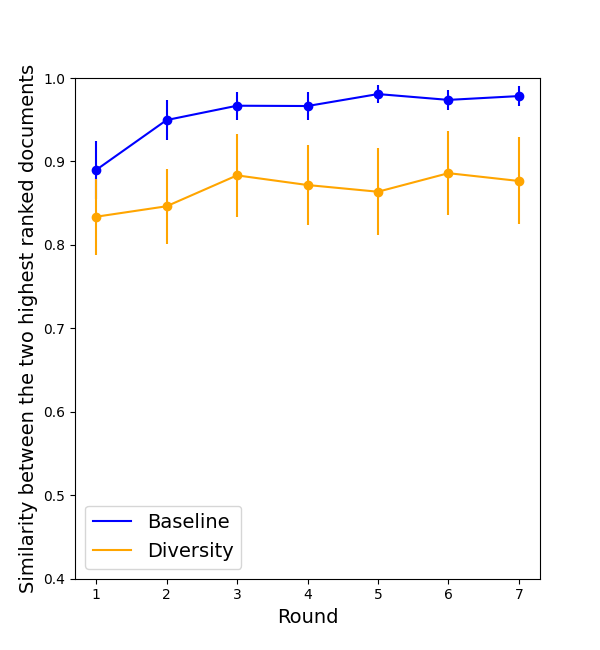 Similarity between the two highest ranked documents
1.0
0.9
0.8
0.7
0.6
0.5
0.4
Baseline
Diversity
1 2 3 4 5 6 7
Round